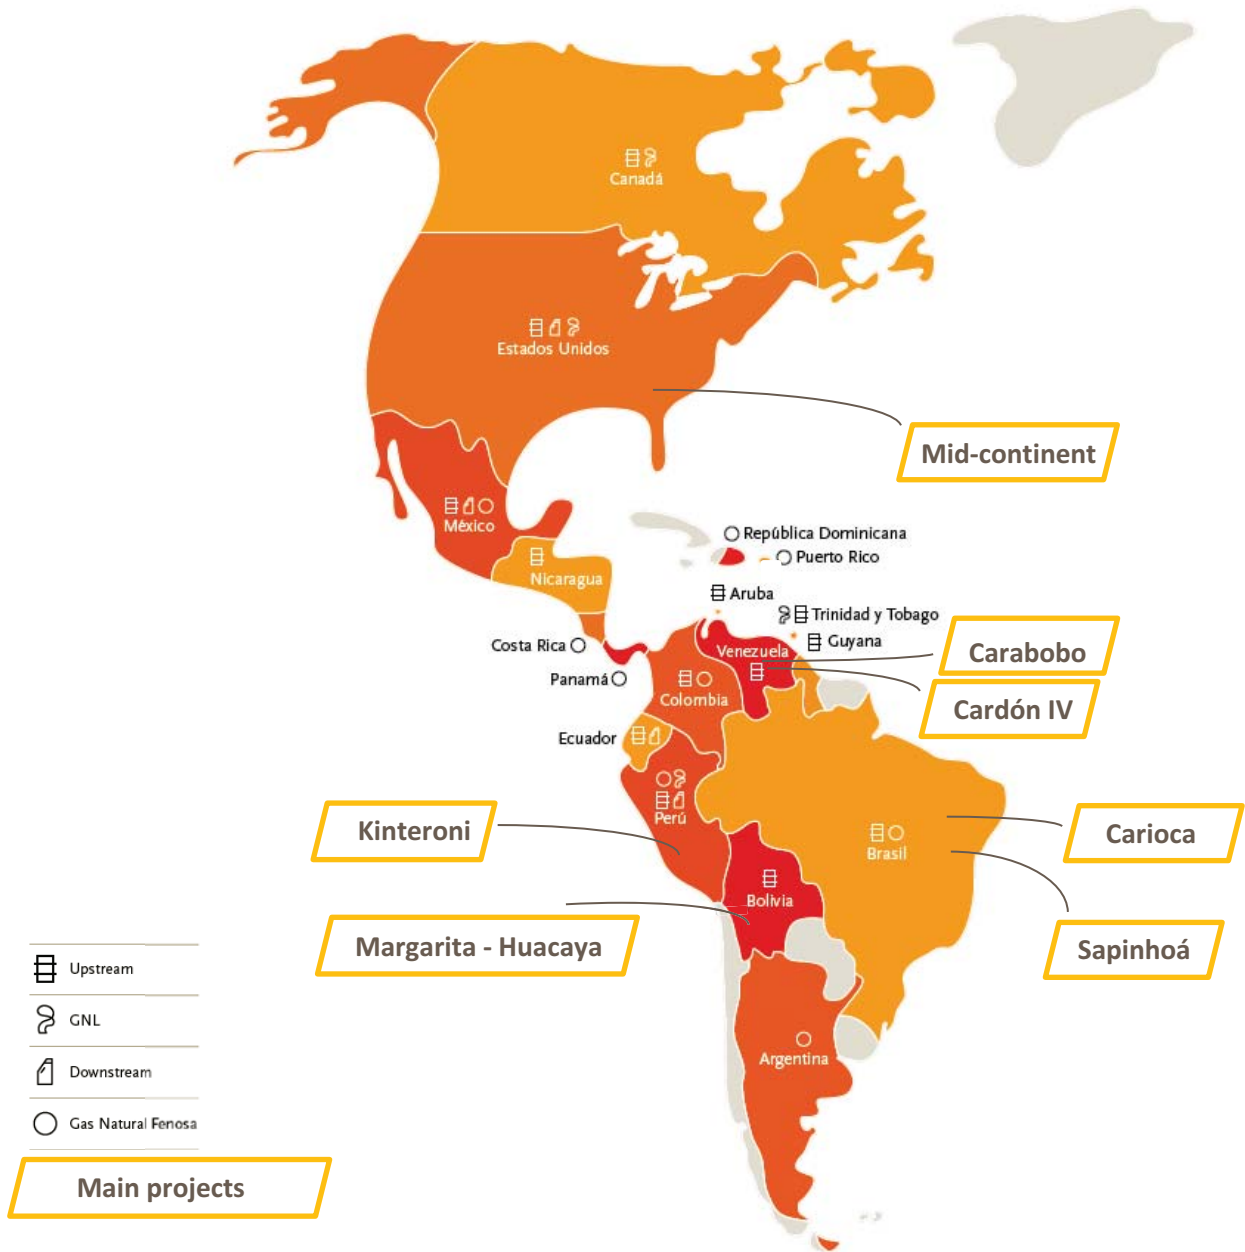 Canadá
Estados Unidos
Mid-continent
México
República Dominicana
Puerto Rico
Nicaragua
Aruba
Trinidad y Tobago
Guyana
Costa Rica
Venezuela
Carabobo
Panamá
Colombia
Cardón IV
Ecuador
Perú
Kinteroni
Brasil
Carioca
Bolivia
Margarita - Huacaya
Sapinhoá
Upstream
GNL
Argentina
Downstream
Gas Natural Fenosa
Main projects